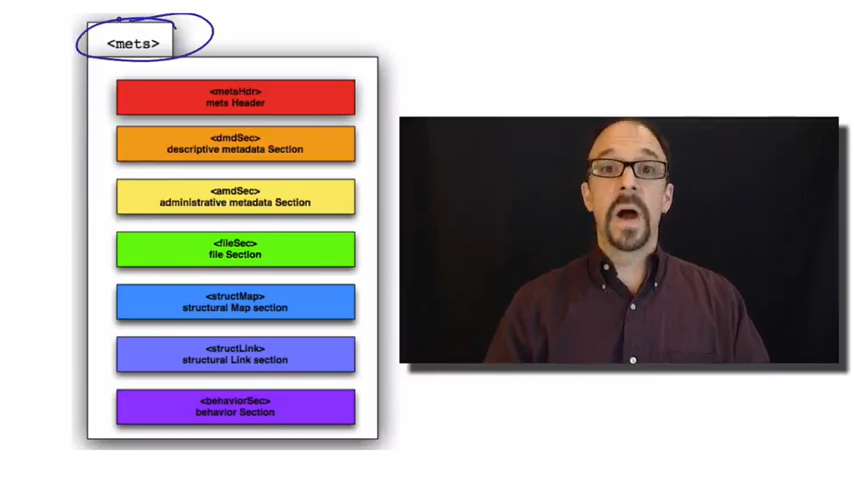 <mets>
<metsHdr>
mets Header
<dmdSec>
descriptive metadata Section
<amdSec>
administrative metadata Section
<fileSec>
file Section
<structMap>
structural Map section
<structLink>
structural Link section
<behaviorSec>
behavior Section